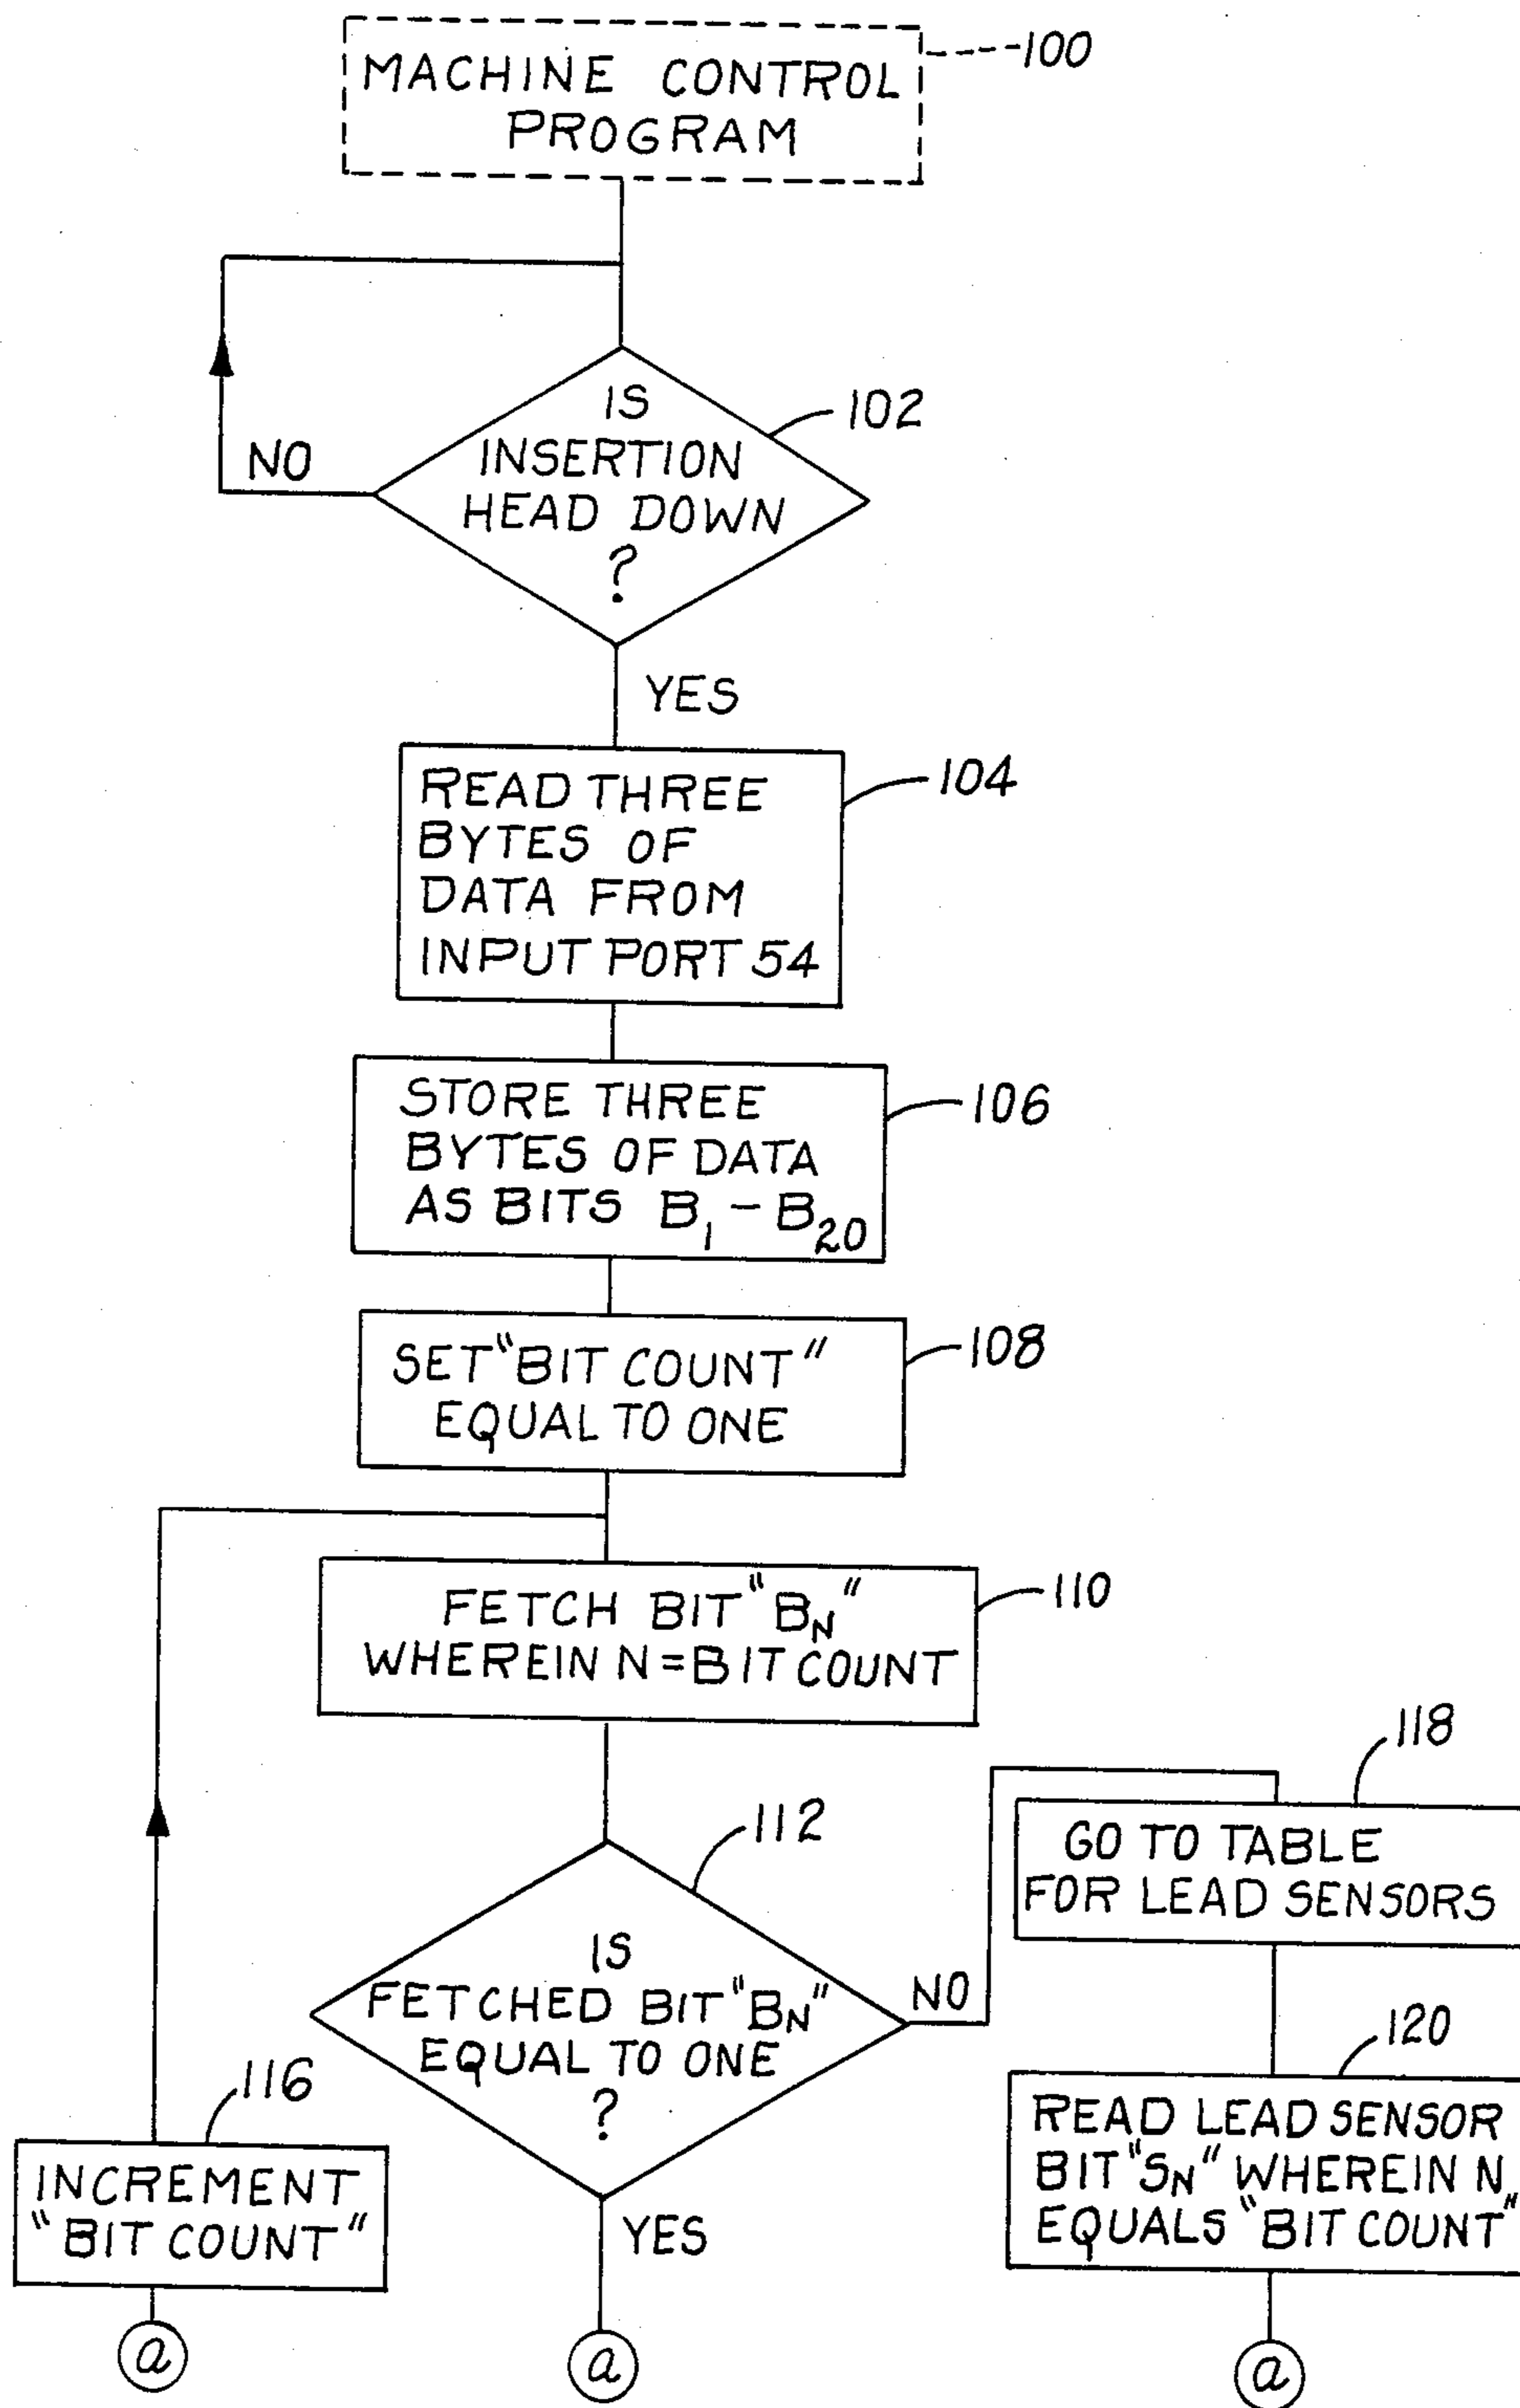 MACHINE CONTROL
PROGRAM
100
IS
INSERTION
HEAD DOWN
?
102
NO
YES
READ THREE
BYTES OF
DATA FROM
INPUT PORT 54
104
STORE THREE
BYTES OF DATA
AS BITS B1 - B20
106
SET "BIT COUNT"
EQUAL TO ONE
108
FETCH BIT "BN"
WHEREIN N = BIT COUNT
110
IS
FETCHED BIT "BN"
EQUAL TO ONE
?
112
NO
YES
118
GO TO TABLE
FOR LEAD SENSORS
120
READ LEAD SENSOR
BIT "SN" WHEREIN N
EQUALS "BIT COUNT"
116
INCREMENT
"BIT COUNT"
a
a
a